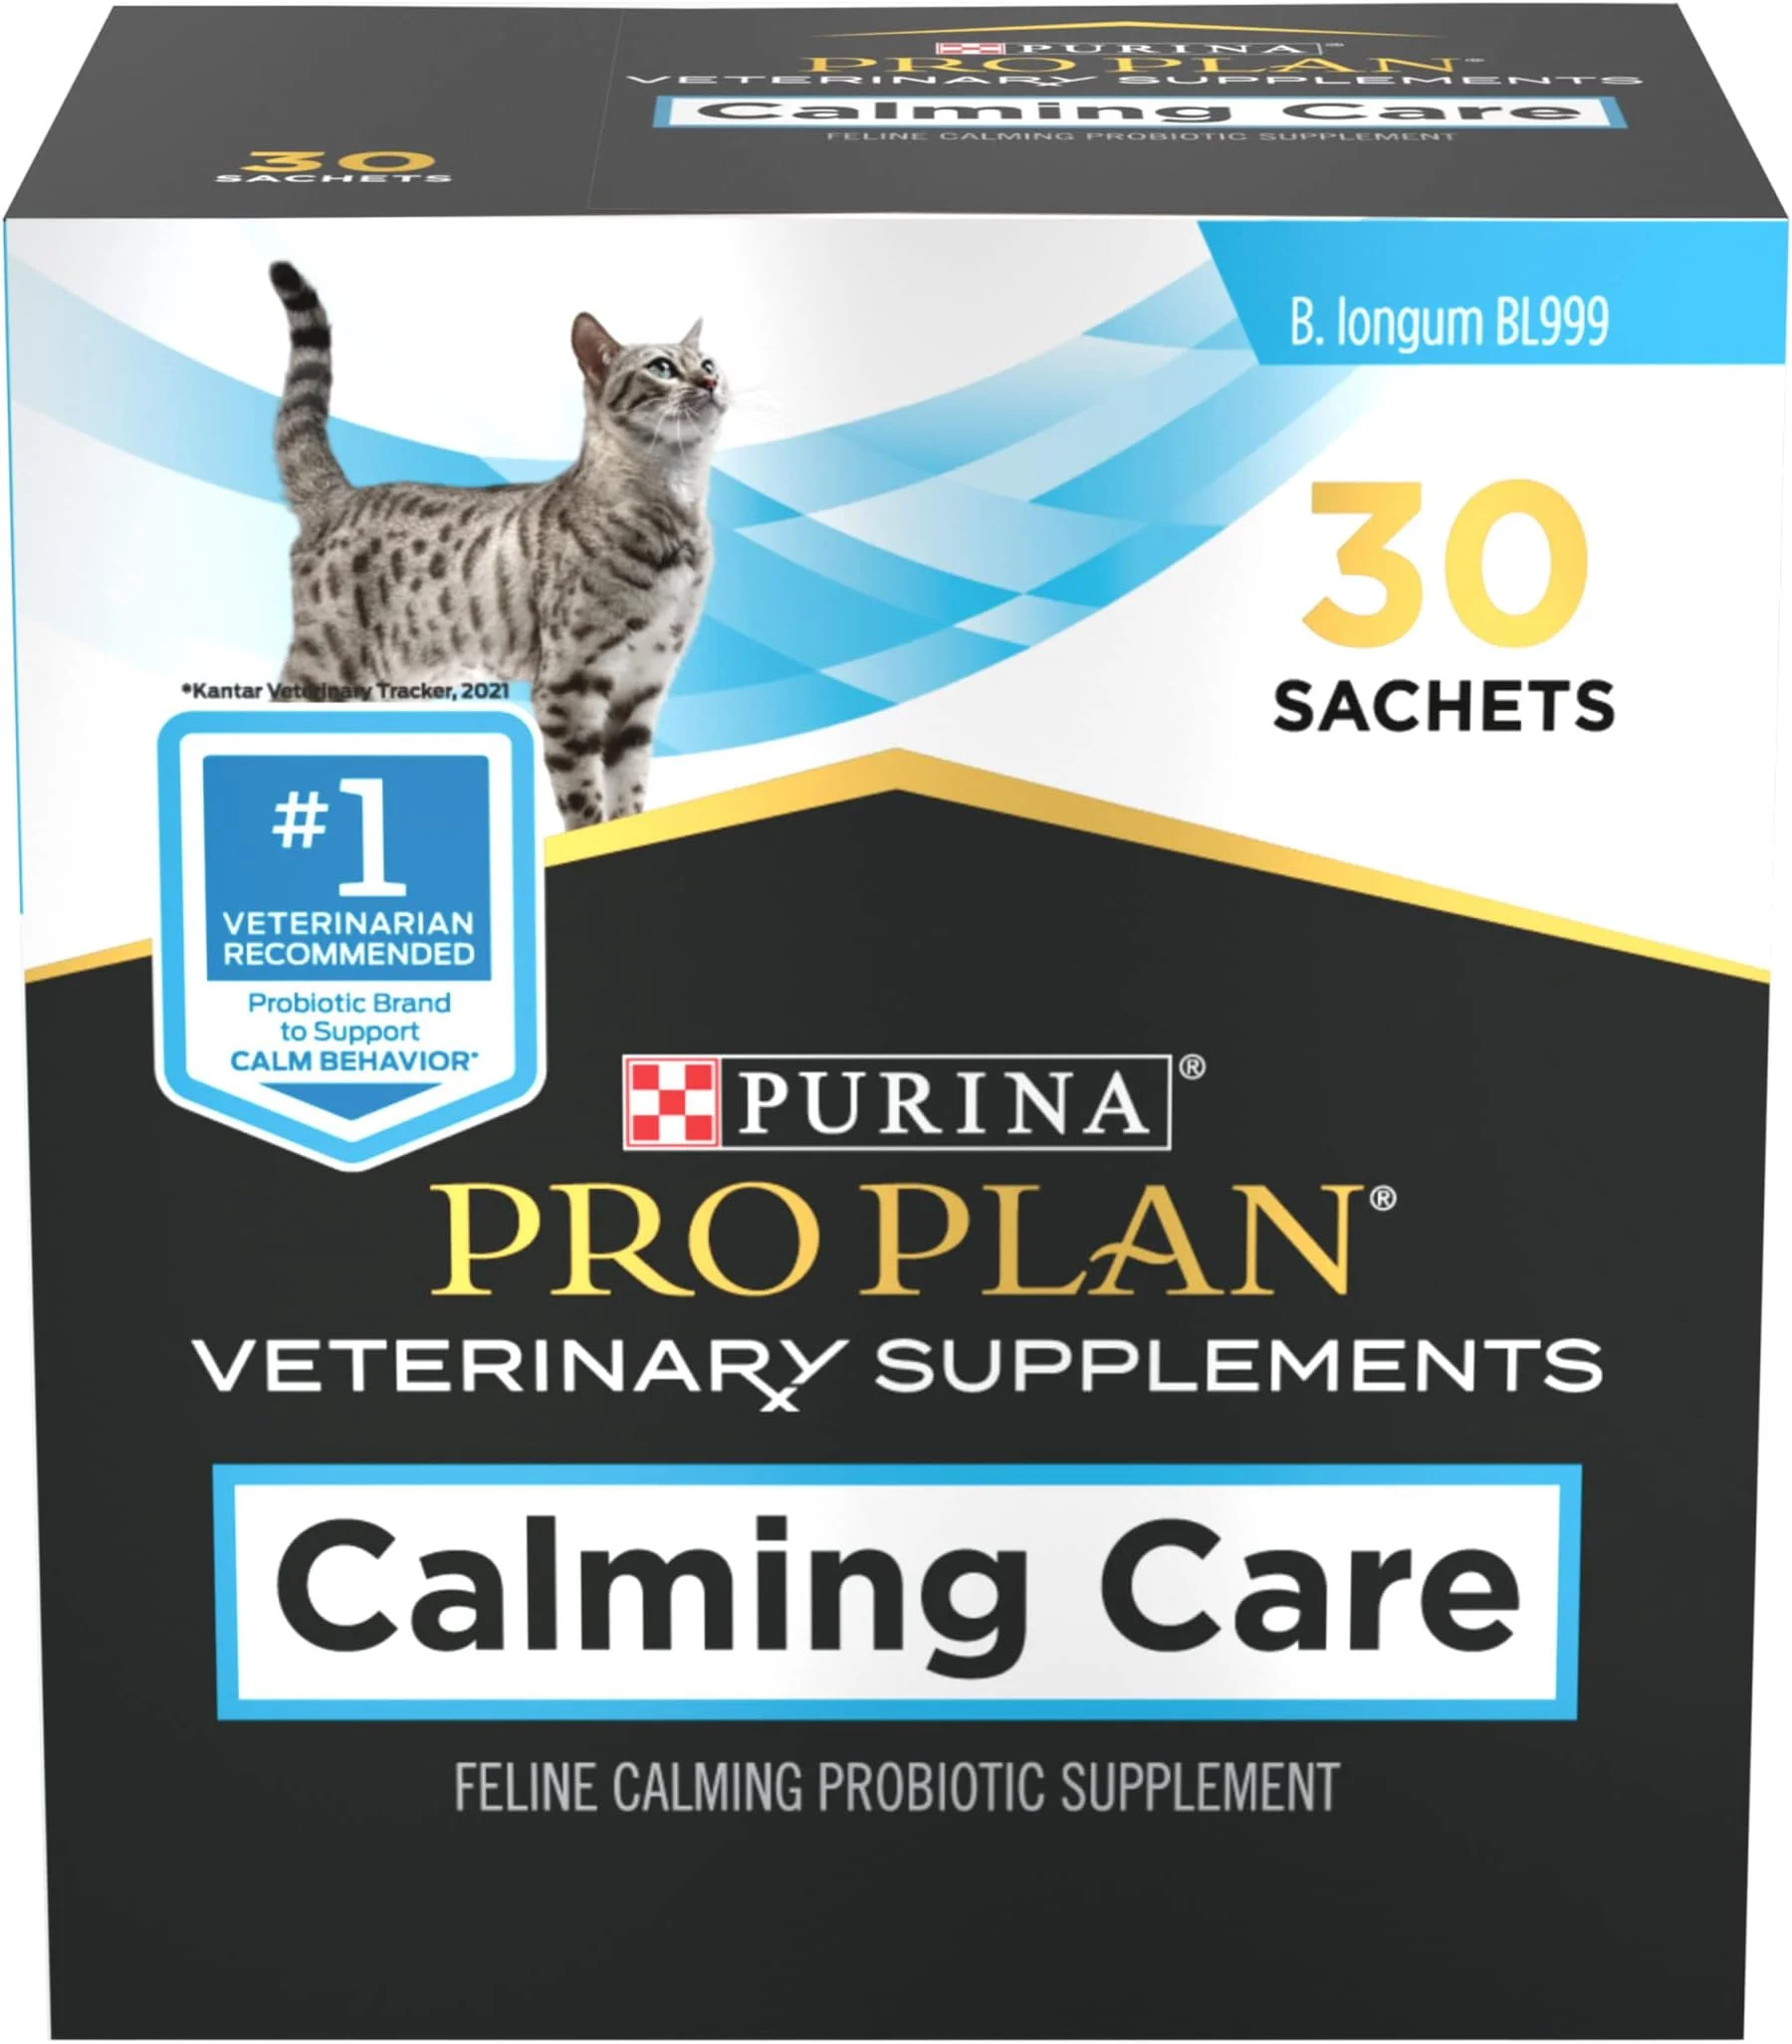 PURINA
PRO PLAN
VETERINARY SUPPLEMENTS
Calming Care
FELINE CALMING PROBIOTIC SUPPLEMENT
30
SACHETS
B. longum BL999
30
SACHETS
*Kantar Veterinary Tracker, 2021
#1
VETERINARIAN
RECOMMENDED
Probiotic Brand
to Support
CALM BEHAVIOR*
PURINA®
PRO PLAN®
VETERINARY SUPPLEMENTS
Calming Care
FELINE CALMING PROBIOTIC SUPPLEMENT